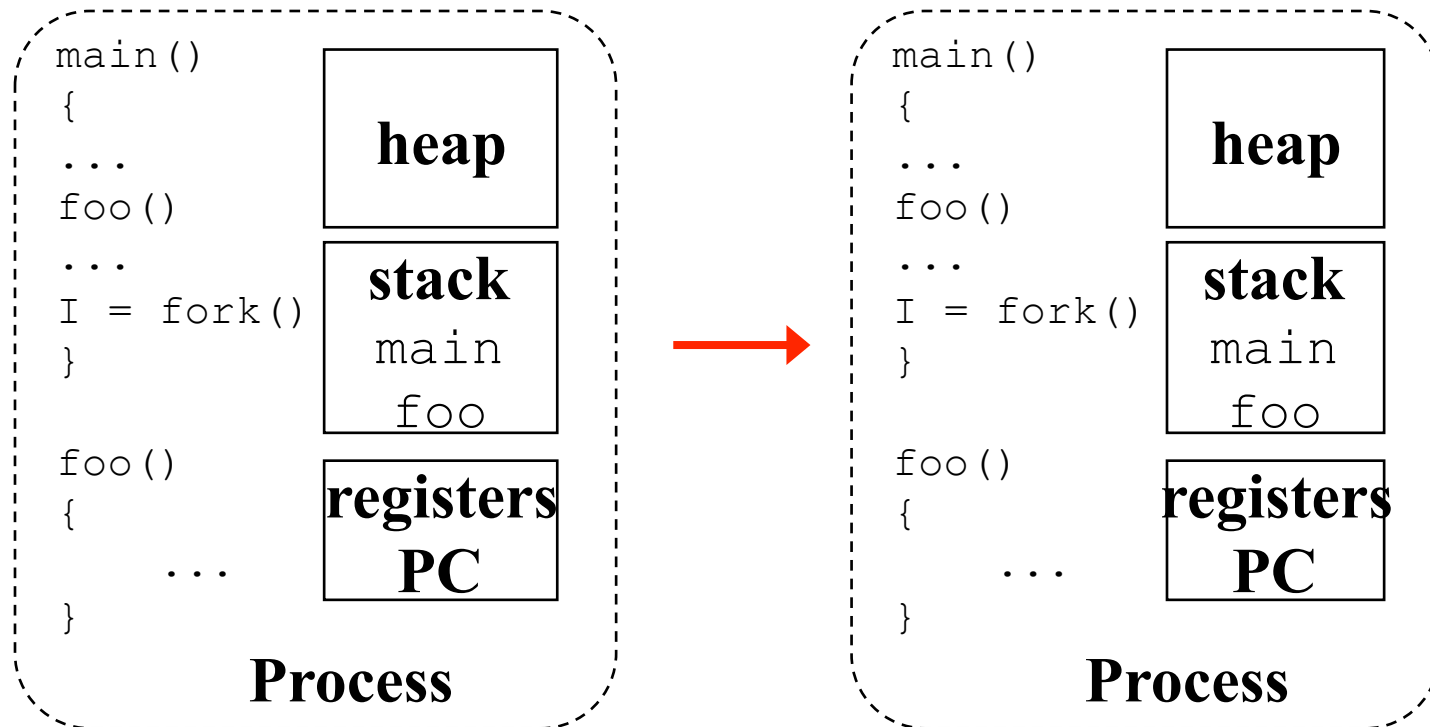 main()
{
...
foo()
...
I = fork()
}
foo()
{
...
}
heap
stack
main
foo
registers
PC
Process
main()
{
...
foo()
...
I = fork()
}
foo()
{
...
}
heap
stack
main
foo
registers
PC
Process